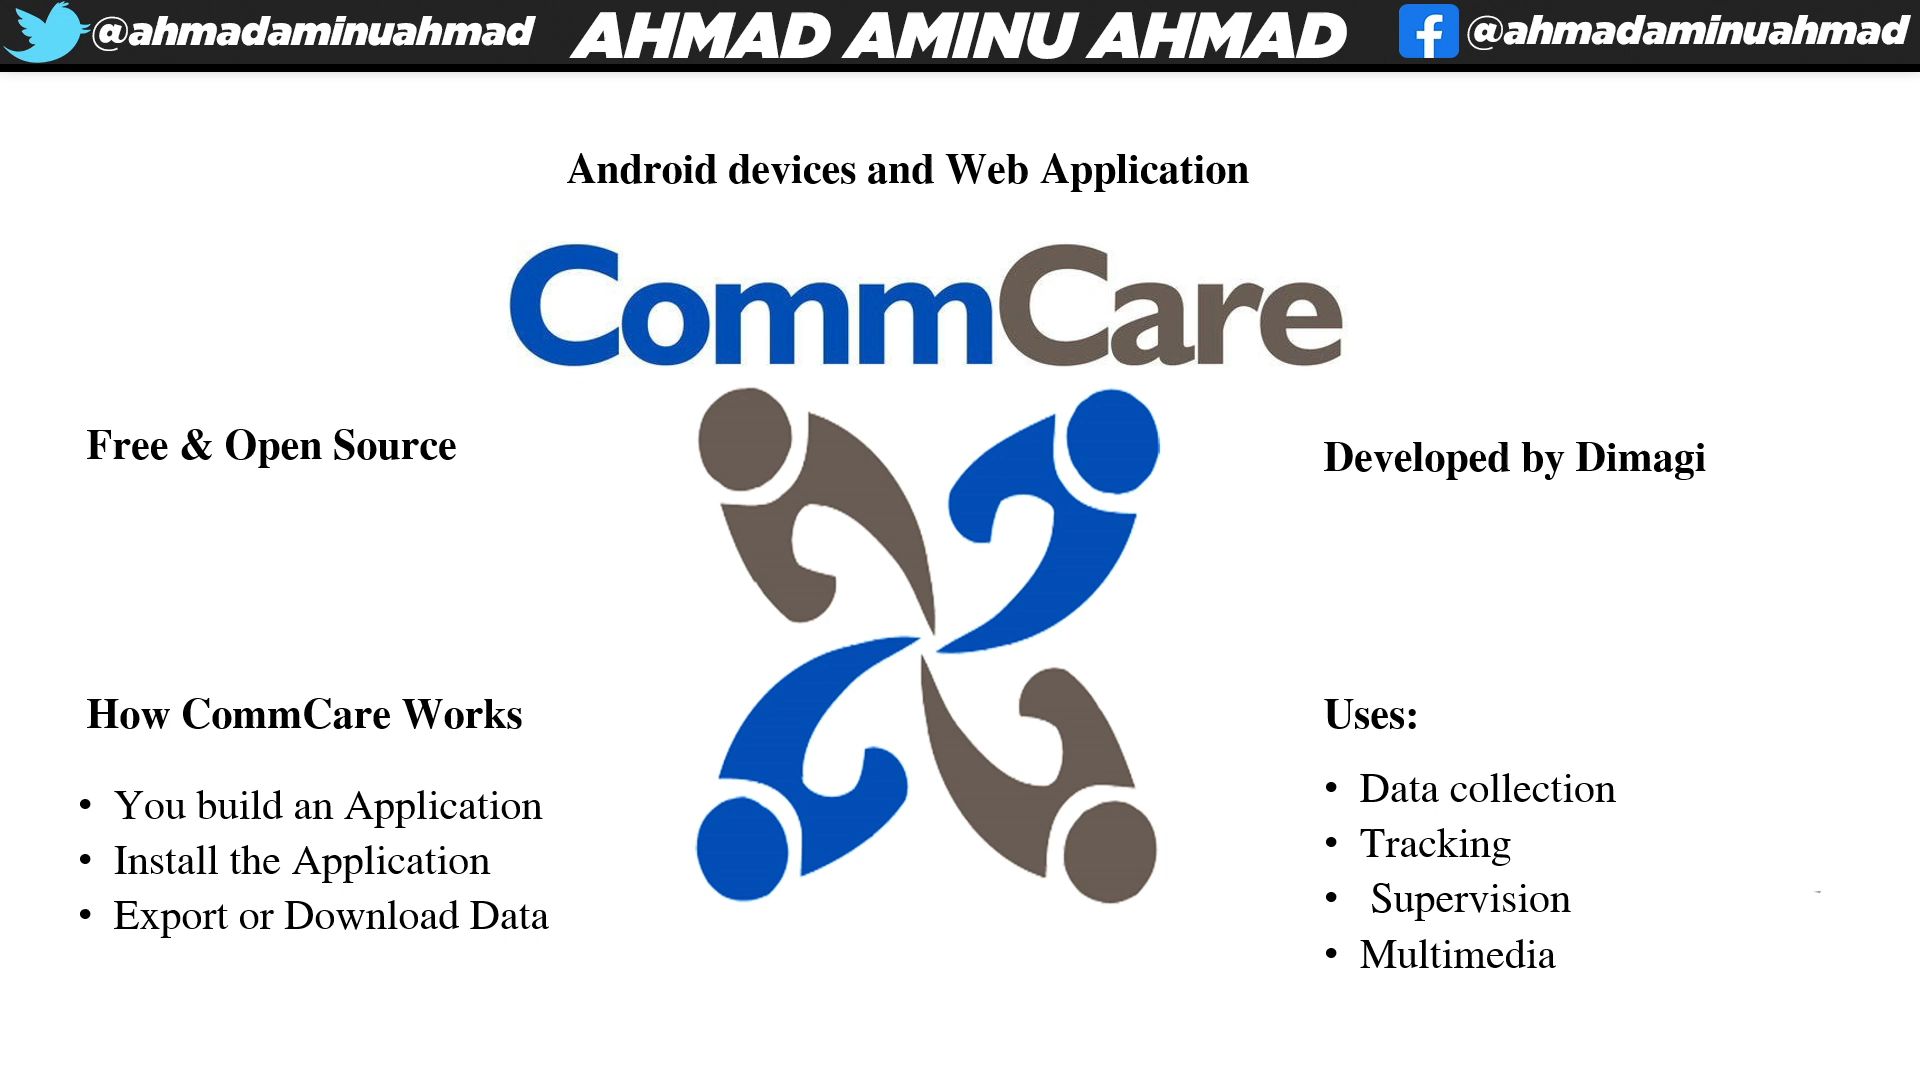 @ahmadaminuahmad AHMAD AMINU AHMAD @ahmadaminuahmad
Android devices and Web Application
CommCare
Free & Open Source
Developed by Dimagi
How CommCare Works
• You build an Application
• Install the Application
• Export or Download Data
Uses:
• Data collection
• Tracking
• Supervision
• Multimedia